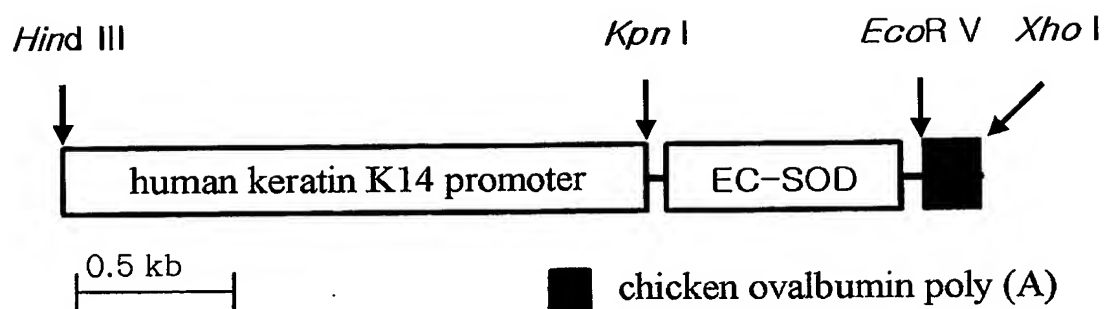 Hind III Kpn I EcoR V Xho I
human keratin K14 promoter EC-SOD
0.5 kb
chicken ovalbumin poly (A)